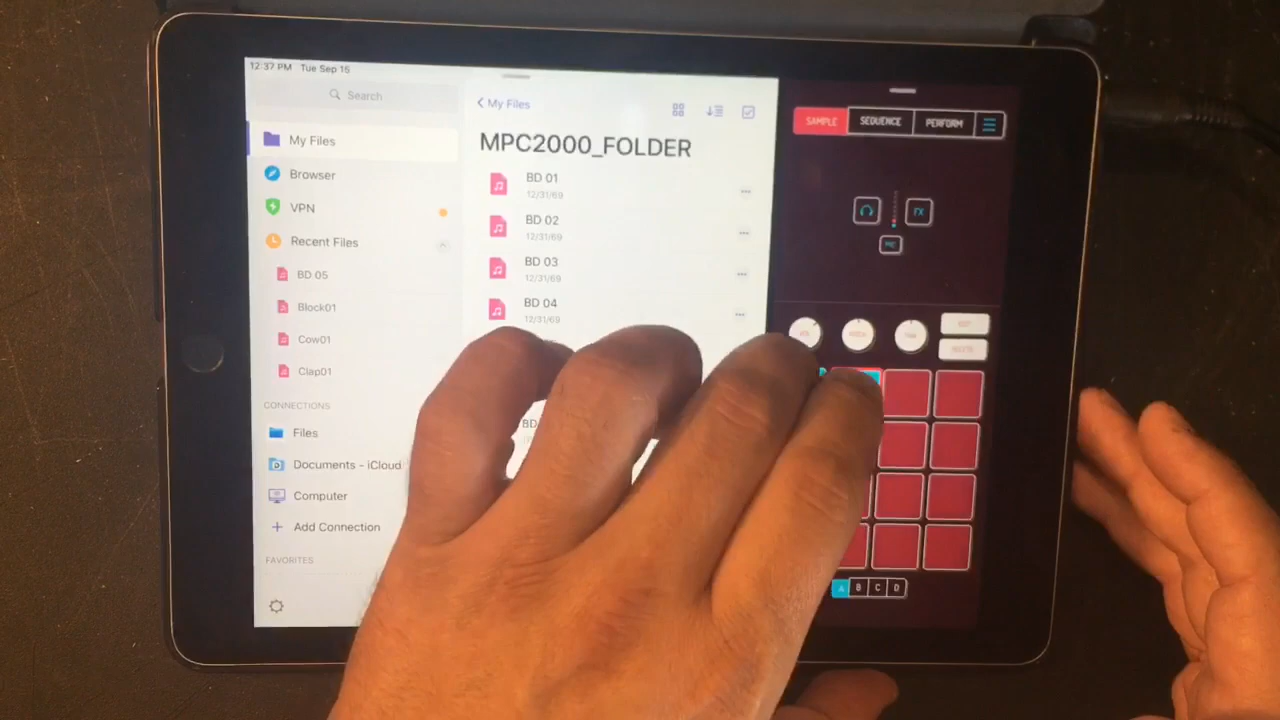 12:37 PM Tue Sep 15
Search
My Files
Browser
VPN
Recent Files
BD 05
Block01
Cow01
Clap01
CONNECTIONS
Files
Documents - iCloud
Computer
Add Connection
FAVORITES
My Files
MPC2000_FOLDER
BD 01
12/31/69
BD 02
12/31/69
BD 03
12/31/69
BD 04
12/31/69
BD
SAMPLE SEQUENCE PERFORM
FX
A B C D